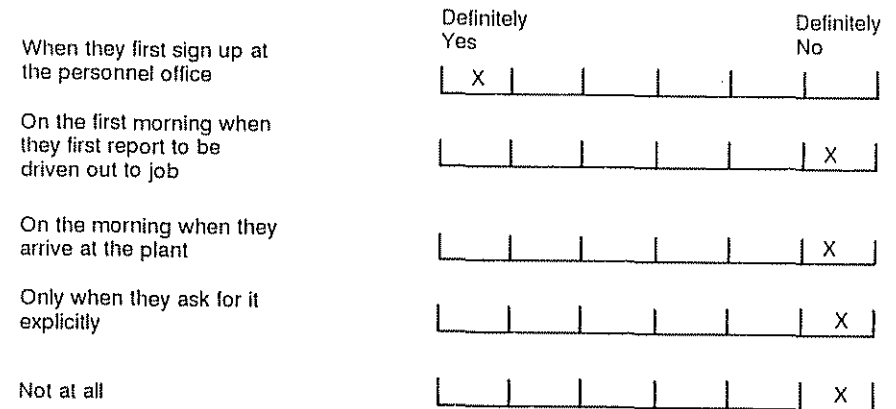 Definitely
Yes
Definitely
No
When they first sign up at
the personnel office
X
On the first morning when
they first report to be
driven out to job
X
On the morning when they
arrive at the plant
X
Only when they ask for it
explicitly
X
Not at all
X